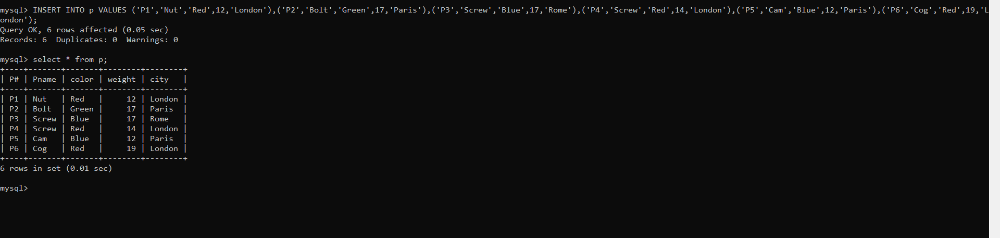 mysql> INSERT INTO p VALUES ('P1','Nut','Red',12,'London'),('P2','Bolt','Green',17,'Paris'),('P3','Screw','Blue',17,'Rome'),('P4','Screw','Red',14,'London'),('P5','Cam','Blue',12,'Paris'),('P6','Cog','Red',19,'L
ondon');
Query OK, 6 rows affected (0.05 sec)
Records: 6  Duplicates: 0  Warnings: 0
mysql> select * from p;
+----+-------+-------+--------+--------+
| P# | Pname | color | weight | city   |
+----+-------+-------+--------+--------+
| P1 | Nut   | Red   |     12 | London |
| P2 | Bolt  | Green |     17 | Paris  |
| P3 | Screw | Blue  |     17 | Rome   |
| P4 | Screw | Red   |     14 | London |
| P5 | Cam   | Blue  |     12 | Paris  |
| P6 | Cog   | Red   |     19 | London |
+----+-------+-------+--------+--------+
6 rows in set (0.01 sec)
mysql>